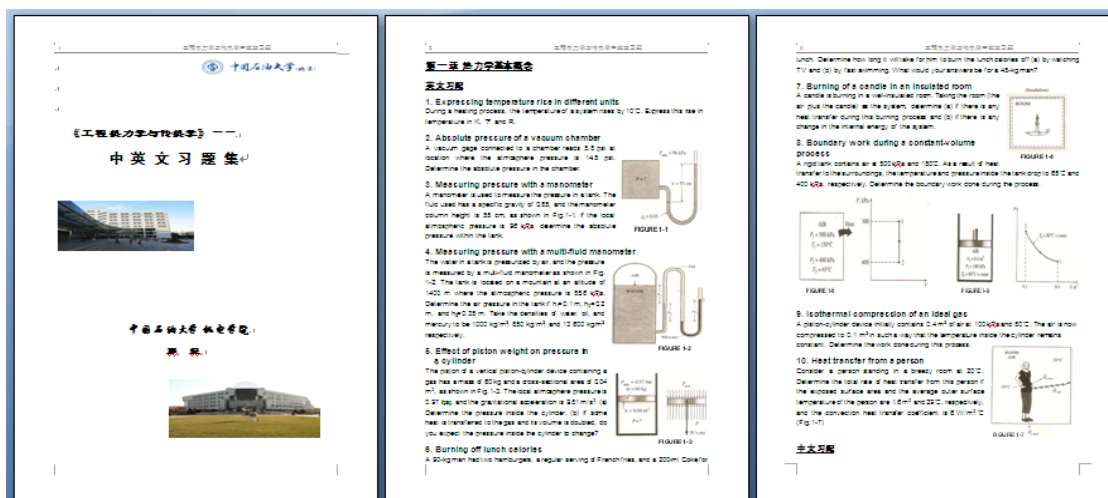 中国石油大学(北京)
《工程热力学与传热学》——
中英文习题集
中国石油大学 机电学院
第一章 热力学基本概念
英文习题
1. Expressing temperature rise in different units
During a heating process, the temperature of a system rises by 10°C. Express this rise in
temperature in K, °F and R.
2. Absolute pressure of a vacuum chamber
A vacuum gage connected to a chamber reads 5.5 psi at
location where the atmosphere pressure is 14.5 psi.
Determine the absolute pressure in the chamber.
3. Measuring pressure with a manometer
A manometer is used to measure the pressure in a tank. The
fluid used has a specific gravity of 0.85, and the manometer
column height is 55 cm, as shown in Fig.1-1. If the local
atmospheric pressure is 96 kPa, determine the absolute
pressure within the tank.
FIGURE 1-1
4. Measuring pressure with a multi-fluid manometer
The water in a tank is pressurized by air, and the pressure
is measured by a multi-fluid manometer as shown in Fig.
1-2. The tank is located on a mountain at an altitude of
1400 m where the atmospheric pressure is 85.6 kPa.
Determine the air pressure in the tank if h₁=0.1 m, h₂=0.2
m, and h₃=0.35 m. Take the densities of water, oil, and
mercury to be 1000 kg/m³, 850 kg/m³, and 13 600 kg/m³
respectively.
FIGURE 1-2
5. Effect of piston weight on pressure in
a cylinder
The piston of a vertical piston-cylinder device containing a
gas has a mass of 60 kg and a cross-sectional area of 0.04
m², as shown in Fig.1-3. The local atmospheric pressure is
0.97 bar, and the gravitational acceleration is 9.81 m/s². (a)
Determine the pressure inside the cylinder. (b) If some
heat is transferred to the gas and its volume is doubled, do
you expect the pressure inside the cylinder to change?
FIGURE 1-3
6. Burning off lunch calories
A 90-kg man had two hamburgers, a regular serving of French fries, and a 200ml Coke for
lunch. Determine how long it will take for him to burn the lunch calories off (a) by watching
TV and (b) by fast swimming. What would your answers be for a 45-kg man?
7. Burning of a candle in an insulated room
A candle is burning in a well-insulated room. Taking the room (the
air plus the candle) as the system, determine (a) if there is any
heat transfer during this burning process and (b) if there is any
change in the internal energy of the system.
(Insulation)
ROOM
FIGURE 1-4
8. Boundary work during a constant-volume
process
A rigid tank contains air at 500 kPa and 150°C. As a result of heat
transfer to the surroundings, the temperature and pressure inside the tank drop to 65°C and
400 kPa, respectively. Determine the boundary work done during the process.
AIR
P₁=500 kPa
T₁=150°C
P₂=400 kPa
T₂=65°C
Heat
P, kPa
500
400
9. Isothermal compression of an ideal gas
A piston-cylinder device initially contains 0.4 m³ of air at 100 kPa and 80°C. The air is now
compressed to 0.1 m³ in such a way that the temperature inside the cylinder remains
constant. Determine the work done during this process.
10. Heat transfer from a person
Consider a person standing in a breezy room at 20°C.
Determine the total rate of heat transfer from this person if
the exposed surface area and the average outer surface
temperature of the person are 1.6 m² and 29°C, respectively,
and the convection heat transfer coefficient is 6 W/m²·°C
(Fig.1-7)
FIGURE 1-7
中文习题